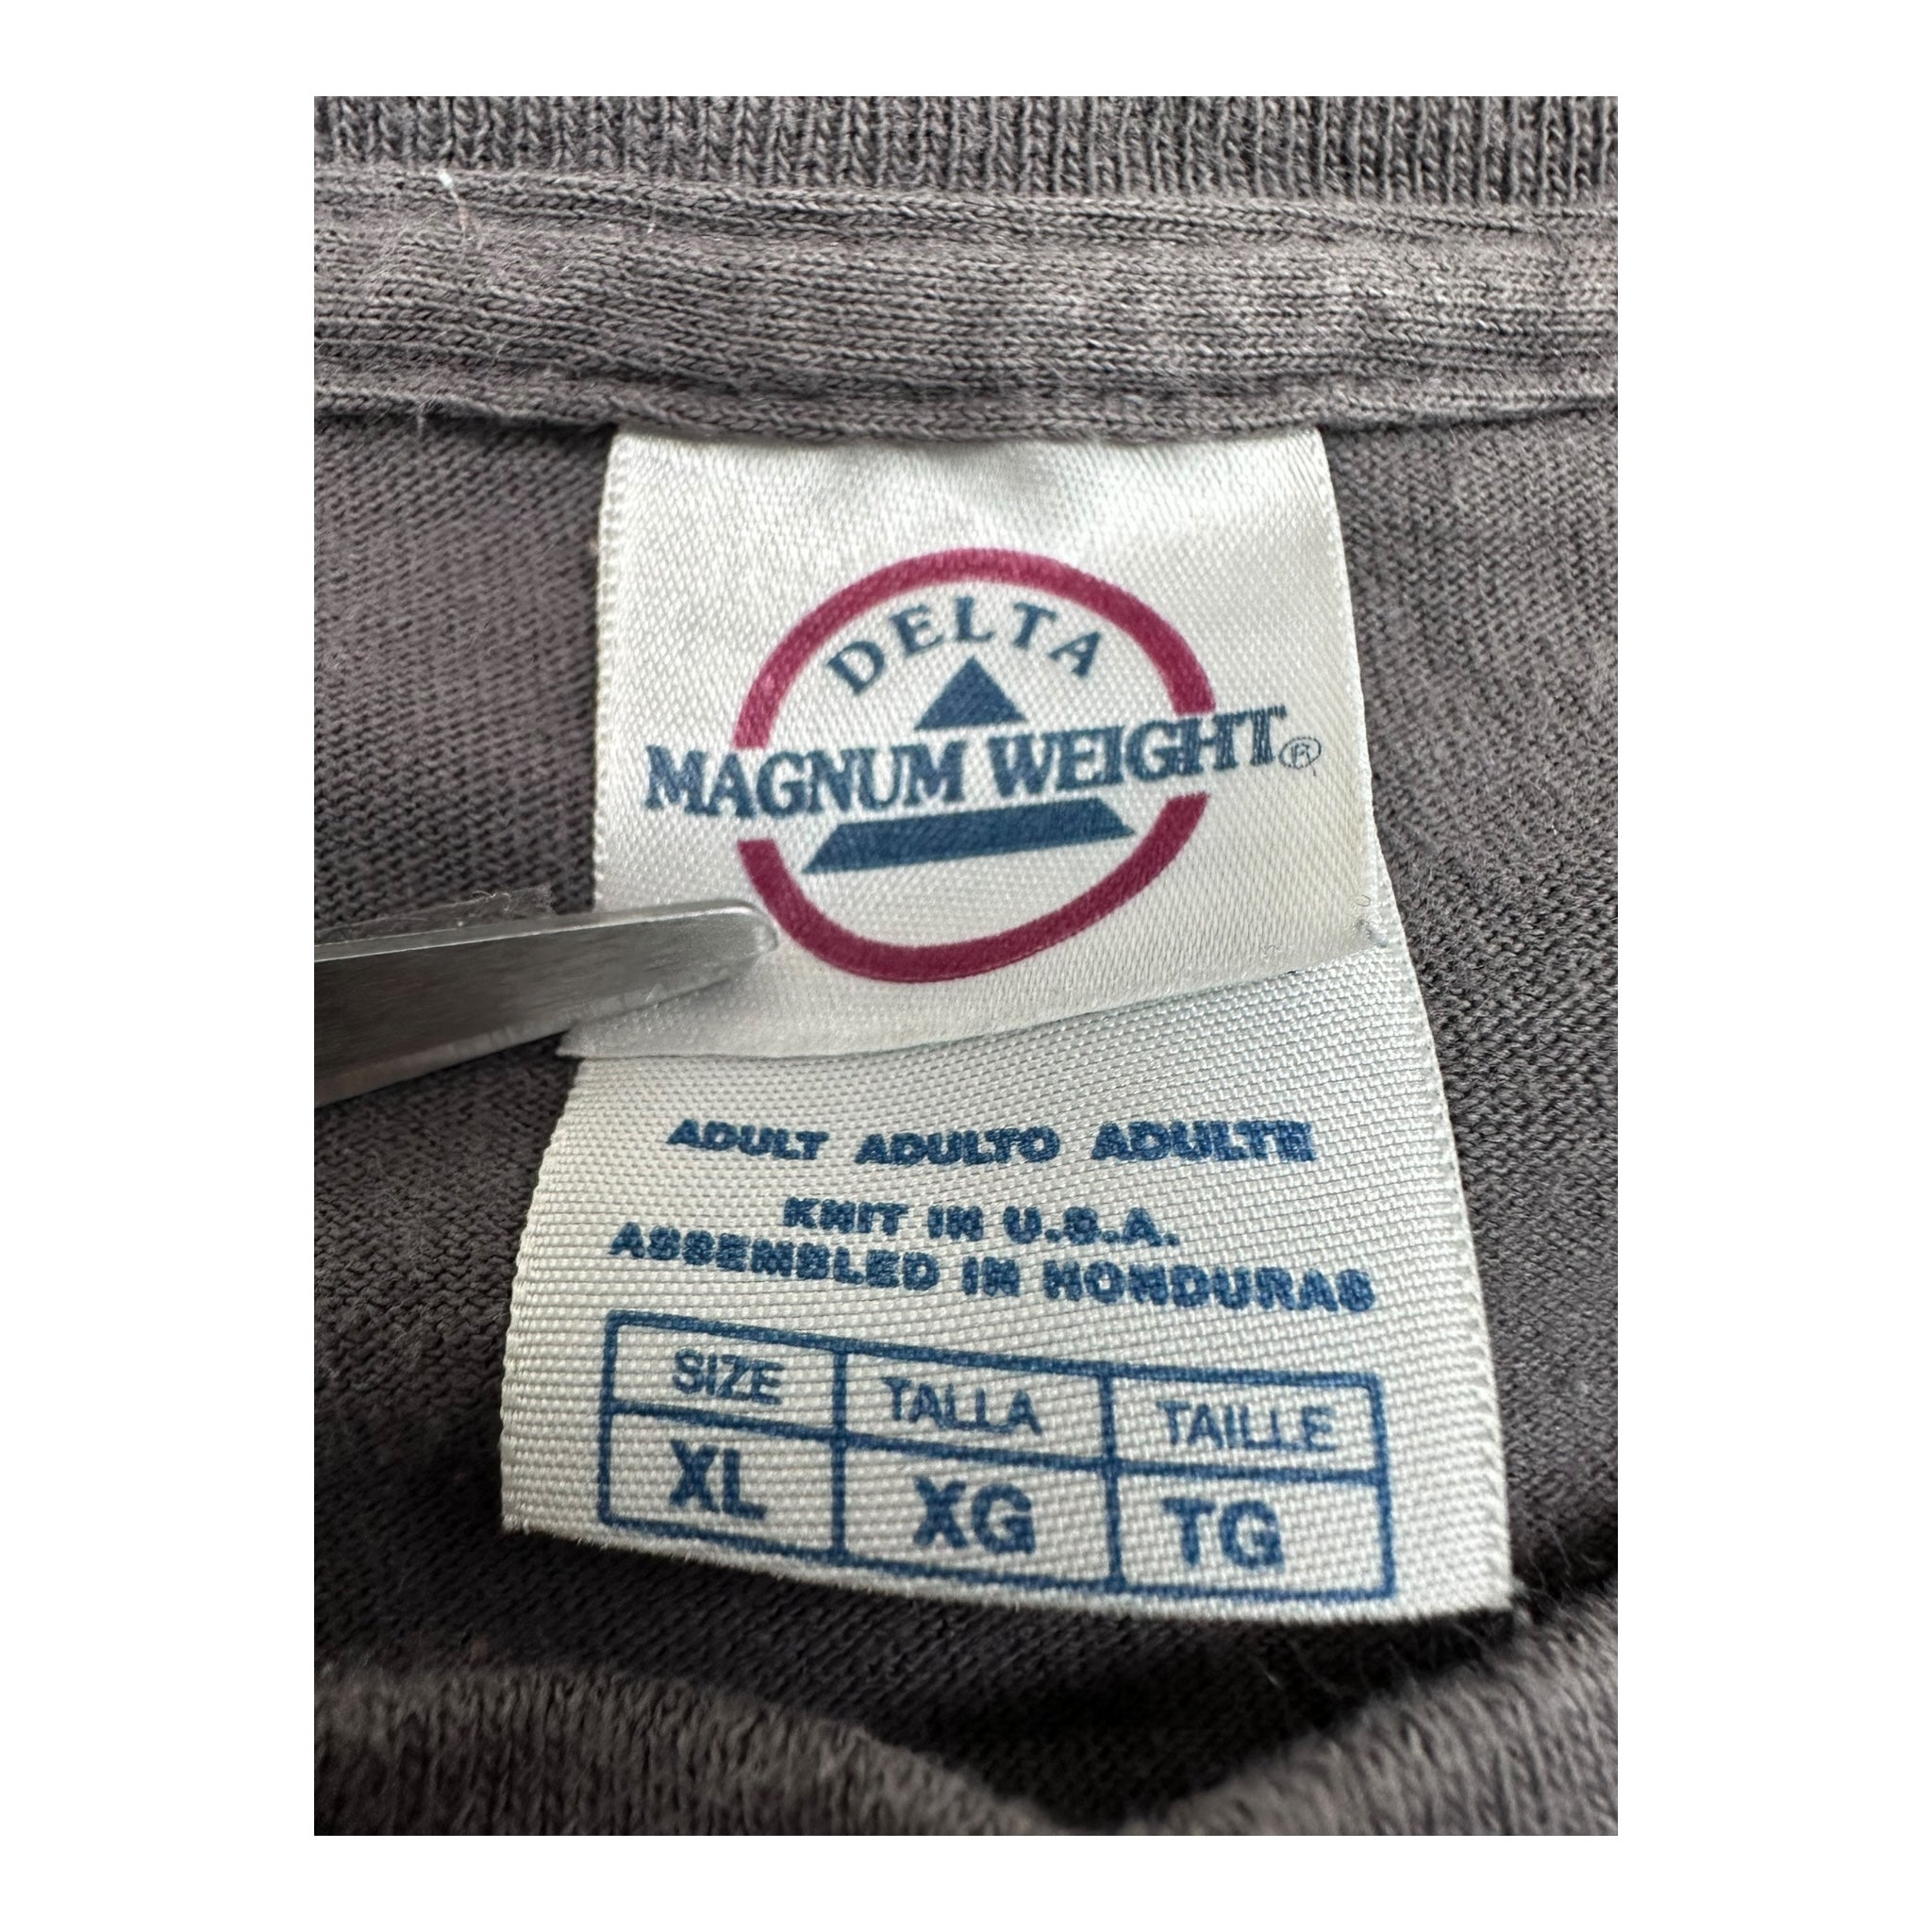 DELTA
MAGNUM WEIGHT®
ADULT ADULTO ADULTE
KNIT IN U.S.A.
ASSEMBLED IN HONDURAS
SIZE TALLA TAILLE
XL XG TG